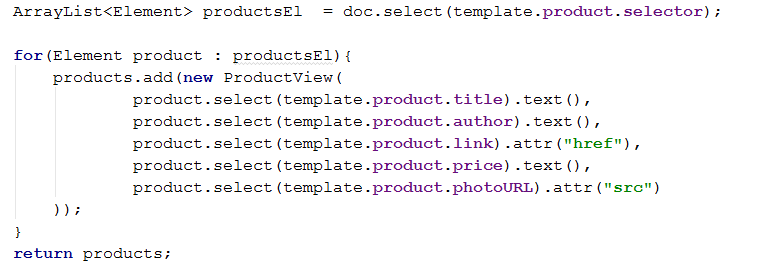 ArrayList<Element> productsEl  = doc.select(template.product.selector);
for(Element product : productsEl){
products.add(new ProductView(
product.select(template.product.title).text(),
product.select(template.product.author).text(),
product.select(template.product.link).attr("href"),
product.select(template.product.price).text(),
product.select(template.product.photoURL).attr("src")
));
}
return products;